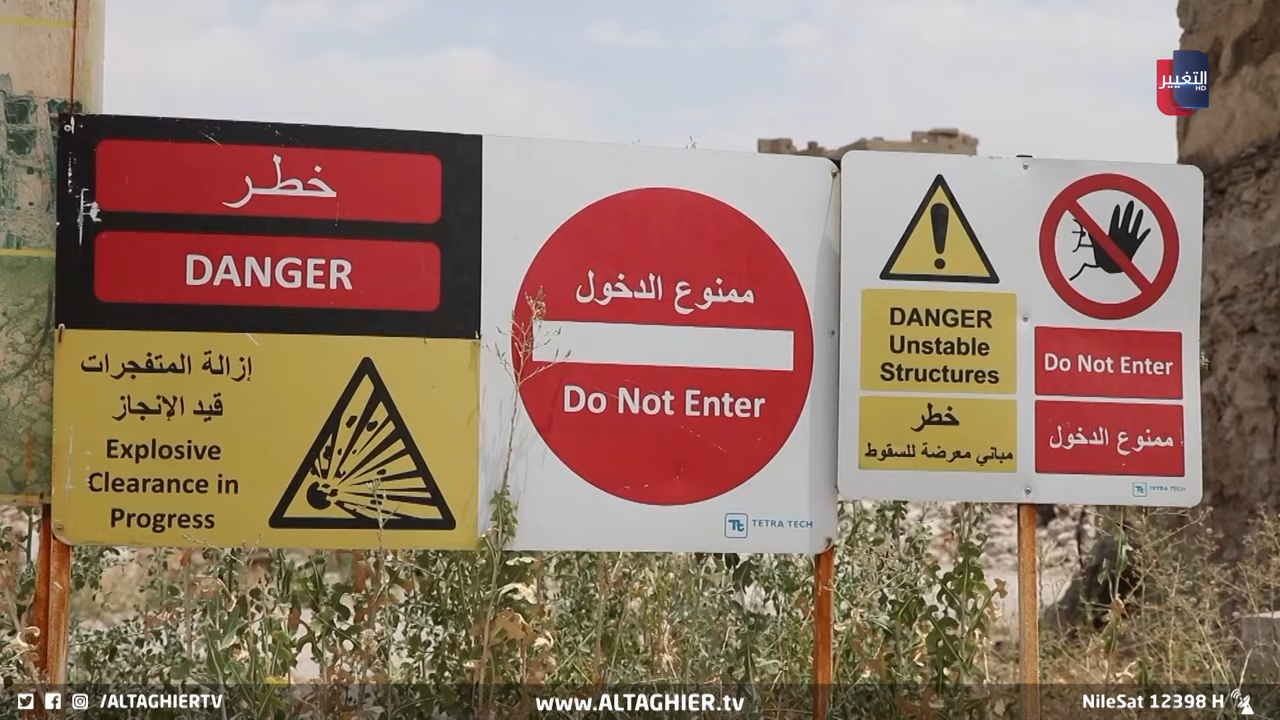 التغيير
HD
خطر
DANGER
إزالة المتفجرات
قيد الإنجاز
Explosive
Clearance in
Progress
ممنوع الدخول
Do Not Enter
Tt TETRA TECH
DANGER
Unstable
Structures
خطر
مباني معرضة للسقوط
Do Not Enter
ممنوع الدخول
Tt TETRA TECH
/ALTAGHIERTV
www.ALTAGHIER.tv
NileSat 12398 H